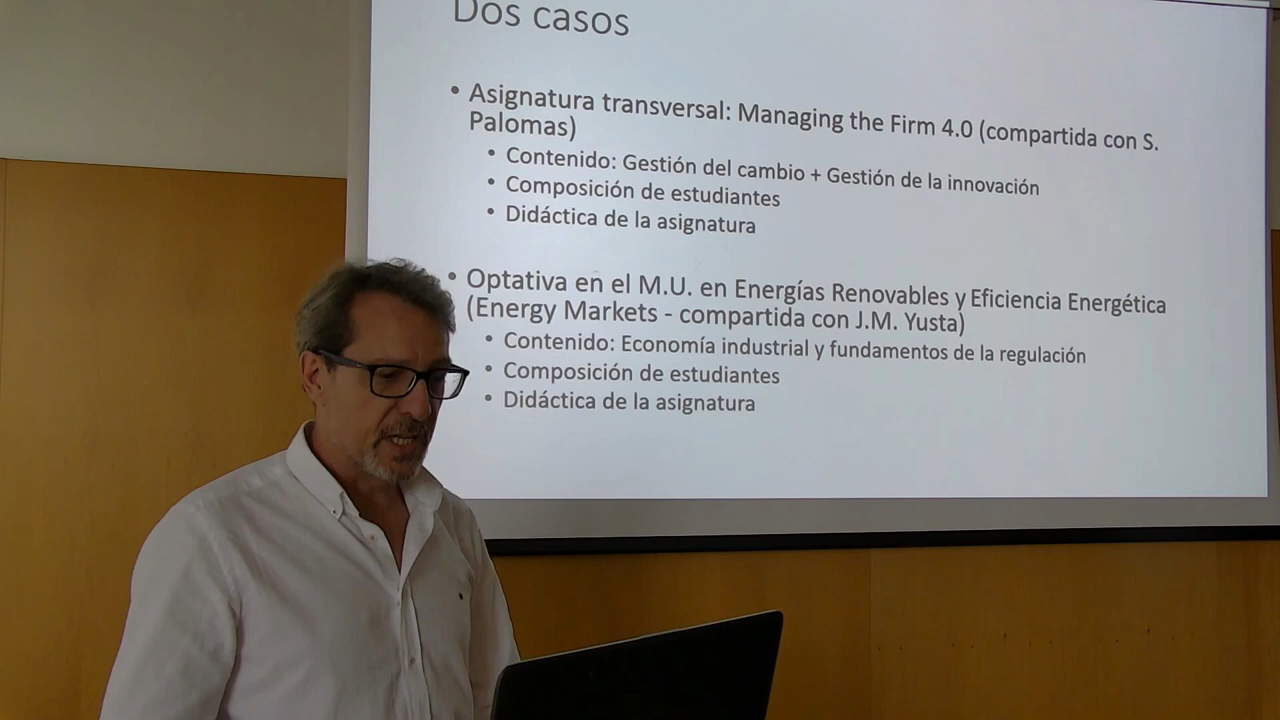 Dos casos
• Asignatura transversal: Managing the Firm 4.0 (compartida con S.
Palomas)
• Contenido: Gestión del cambio + Gestión de la innovación
• Composición de estudiantes
• Didáctica de la asignatura
• Optativa en el M.U. en Energías Renovables y Eficiencia Energética
(Energy Markets - compartida con J.M. Yusta)
• Contenido: Economía industrial y fundamentos de la regulación
• Composición de estudiantes
• Didáctica de la asignatura